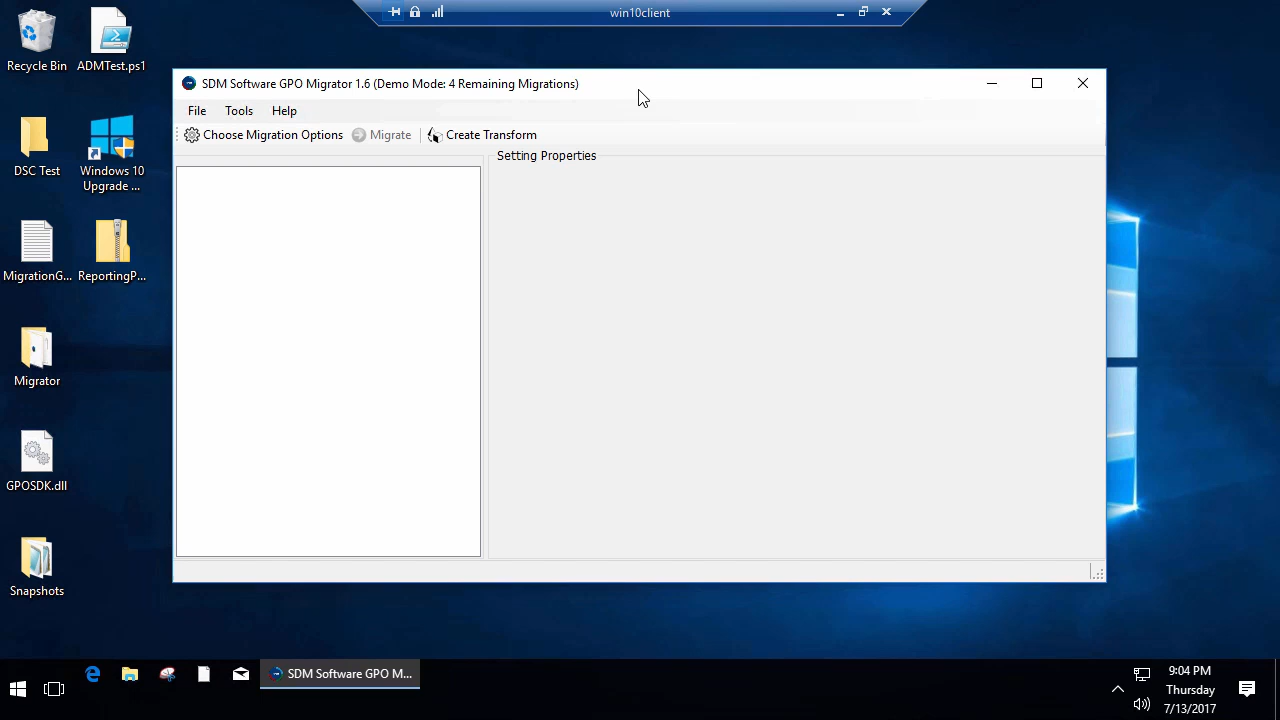 win10client
Recycle Bin
ADMTest.ps1
DSC Test
Windows 10
Upgrade ...
MigrationG...
ReportingP...
Migrator
GPOSDK.dll
Snapshots
SDM Software GPO Migrator 1.6 (Demo Mode: 4 Remaining Migrations)
File Tools Help
Choose Migration Options Migrate Create Transform
Setting Properties
SDM Software GPO M...
9:04 PM
Thursday
7/13/2017